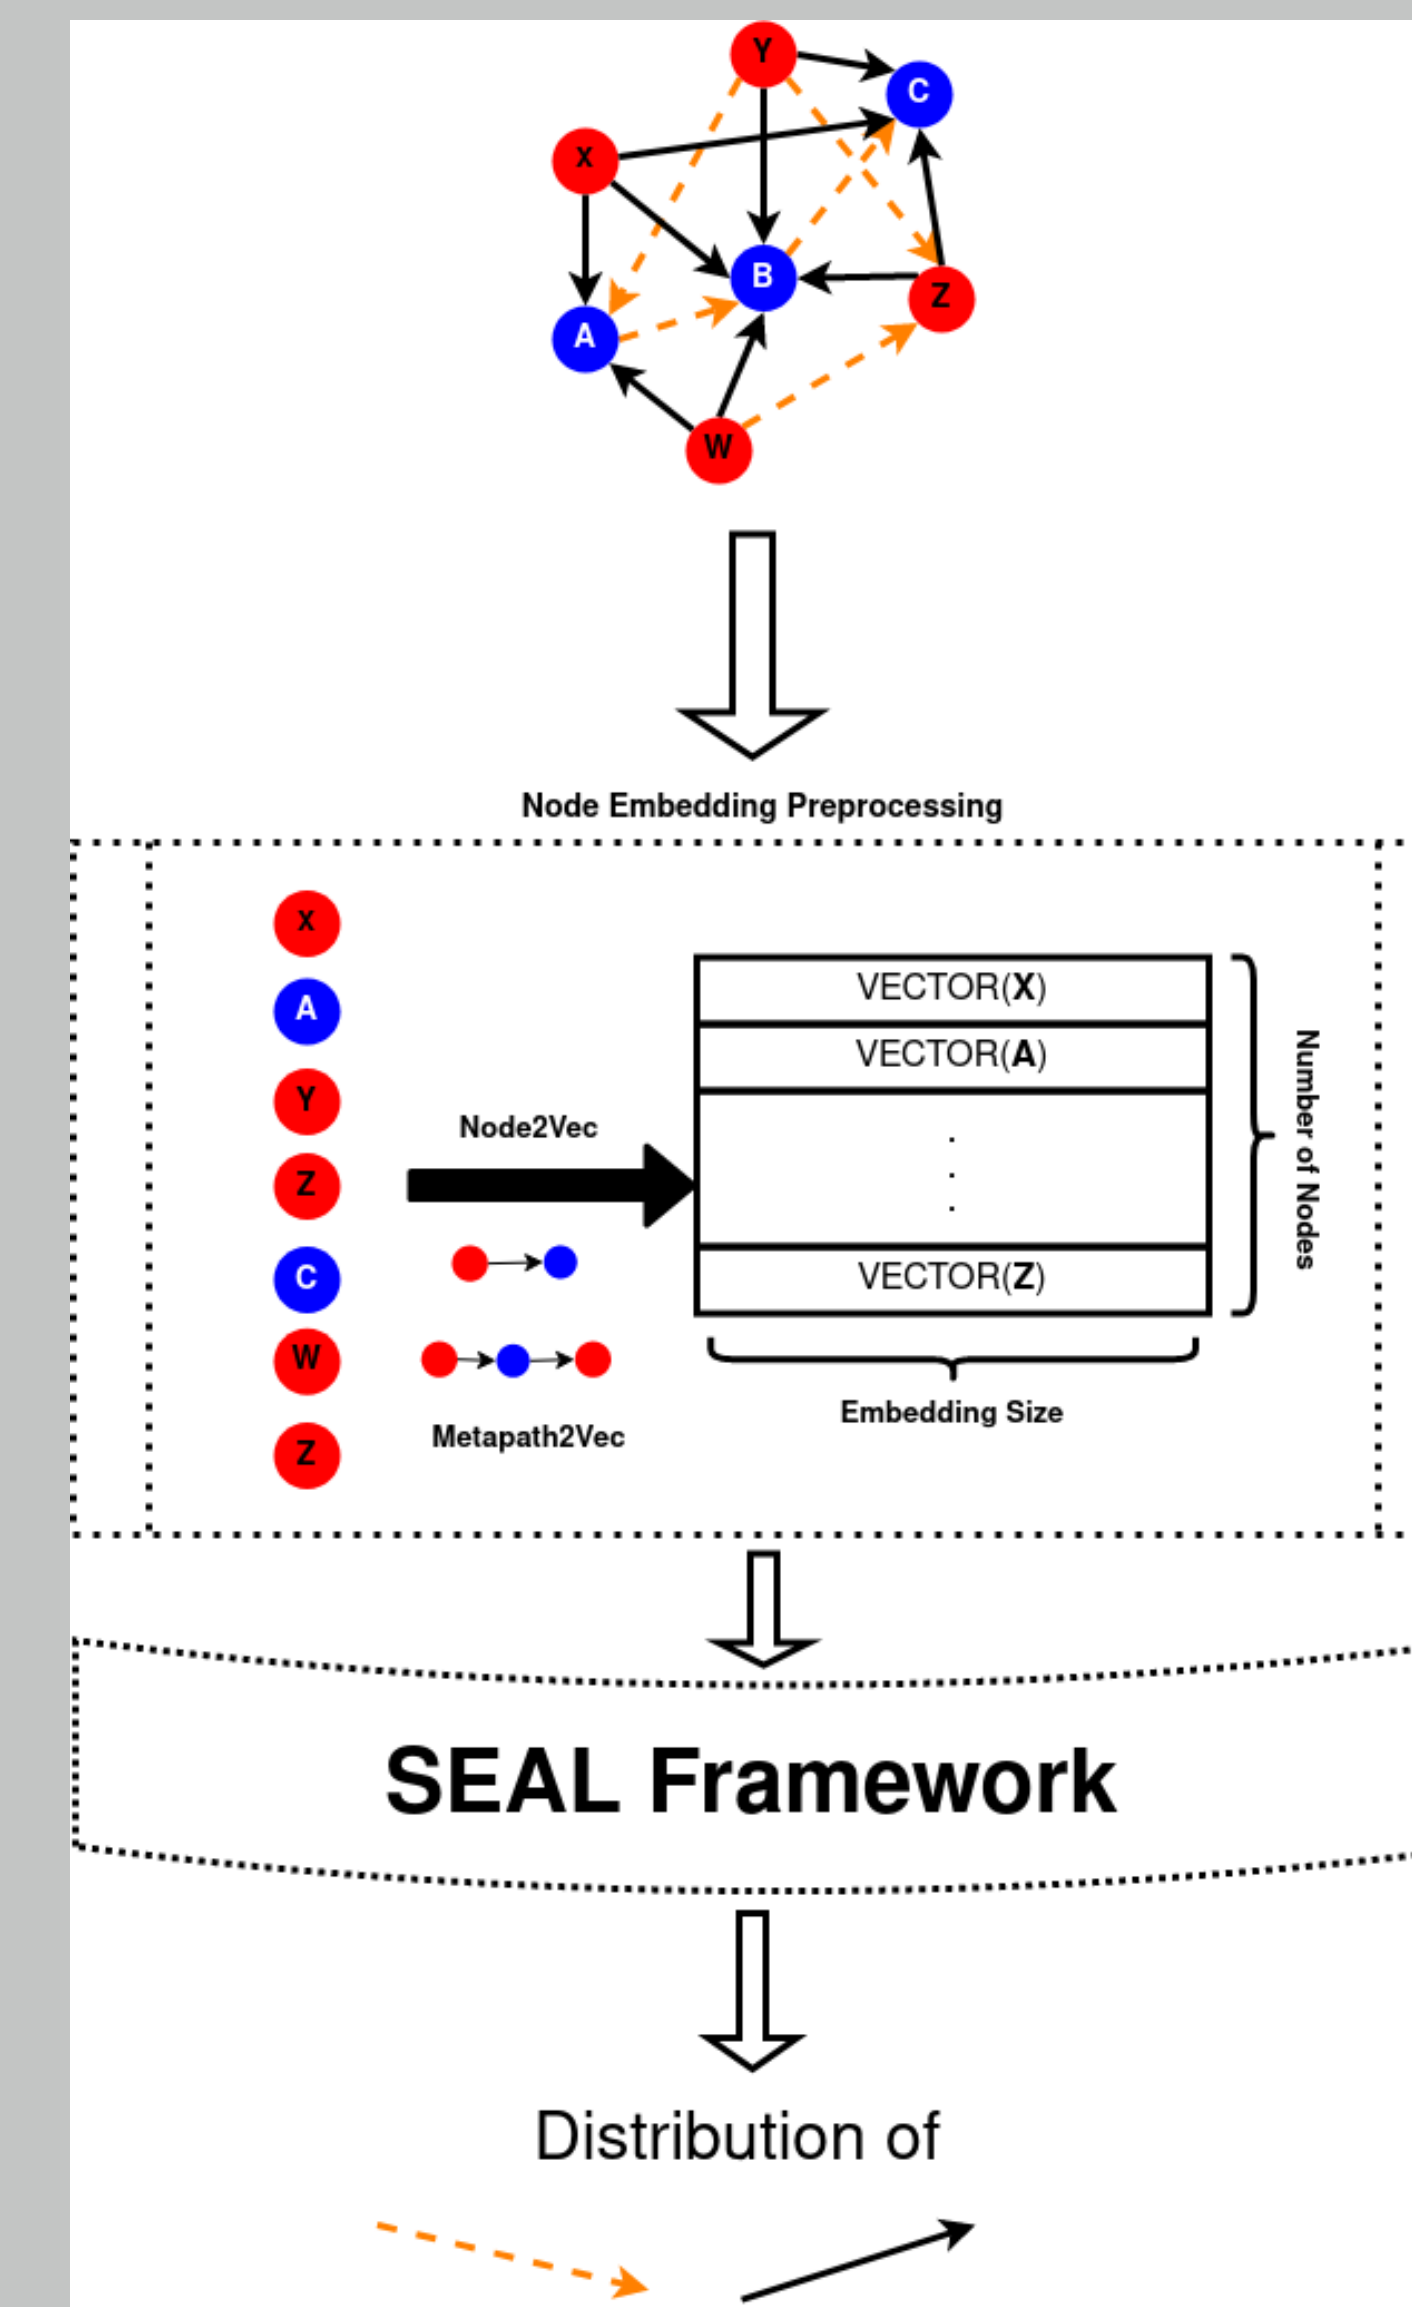 Y
C
X
B
Z
A
W
Node Embedding Preprocessing
X
A
Y
Z
C
W
Z
Node2Vec
Metapath2Vec
VECTOR(X)
VECTOR(A)
.
.
.
VECTOR(Z)
Number of Nodes
Embedding Size
SEAL Framework
Distribution of